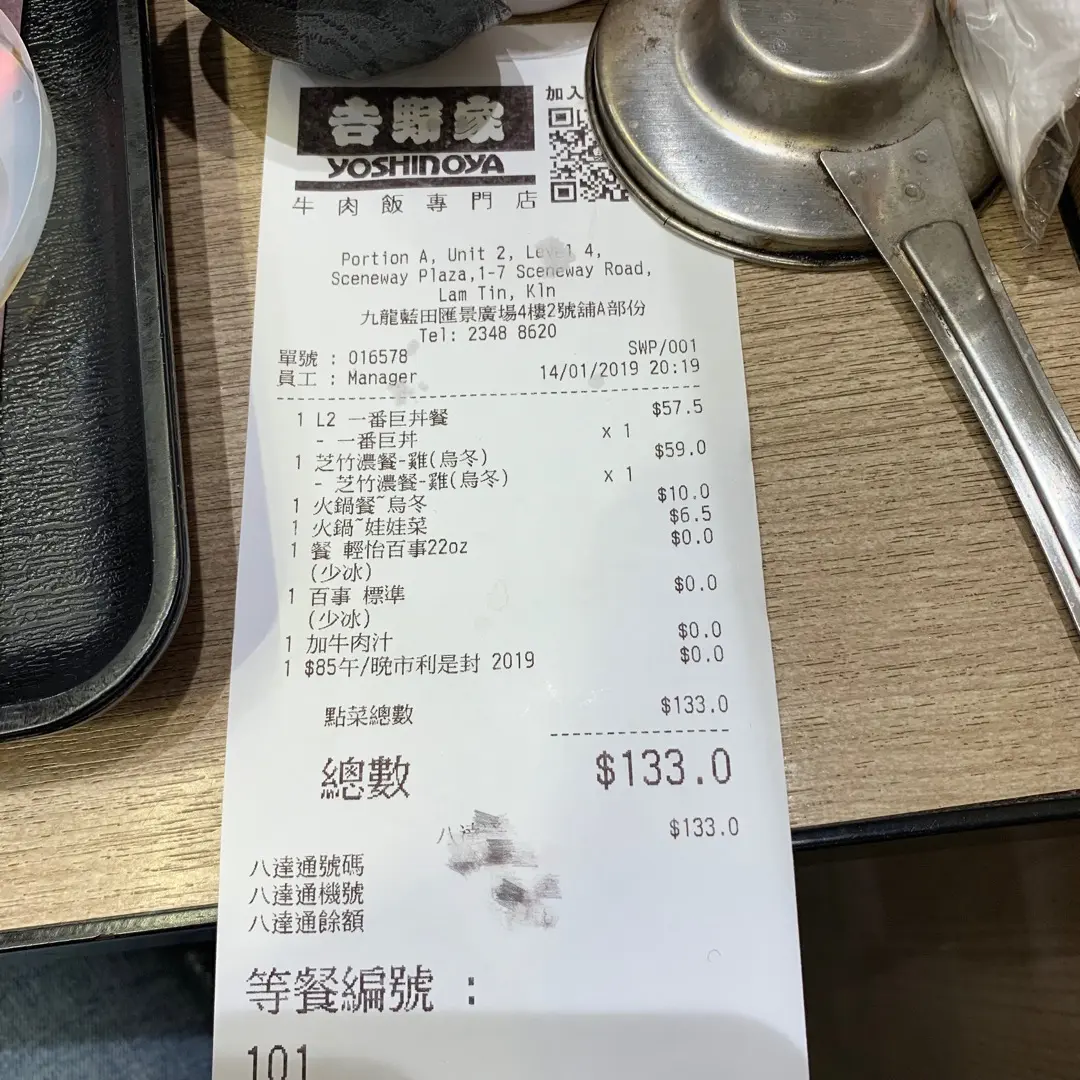 吉野家
加入
YOSHINOYA
牛肉飯專門店
Portion A, Unit 2, Level 4,
Sceneway Plaza,1-7 Sceneway Road,
Lam Tin, Kln
九龍藍田匯景廣場4樓2號舖A部份
Tel: 2348 8620
單號 : 016578 SWP/001
員工 : Manager 14/01/2019 20:19
1 L2 一番巨丼餐 $57.5
- 一番巨丼 x 1
1 芝竹濃餐-雞(烏冬) $59.0
- 芝竹濃餐-雞(烏冬) x 1
1 火鍋餐~烏冬 $10.0
1 火鍋~娃娃菜 $6.5
1 餐 輕怡百事22oz $0.0
(少冰)
1 百事 標準 $0.0
(少冰)
1 加牛肉汁 $0.0
1 $85午/晚市利是封 2019 $0.0
點菜總數 $133.0
總數 $133.0
八達 $133.0
八達通號碼
八達通機號
八達通餘額
等餐編號 :
101